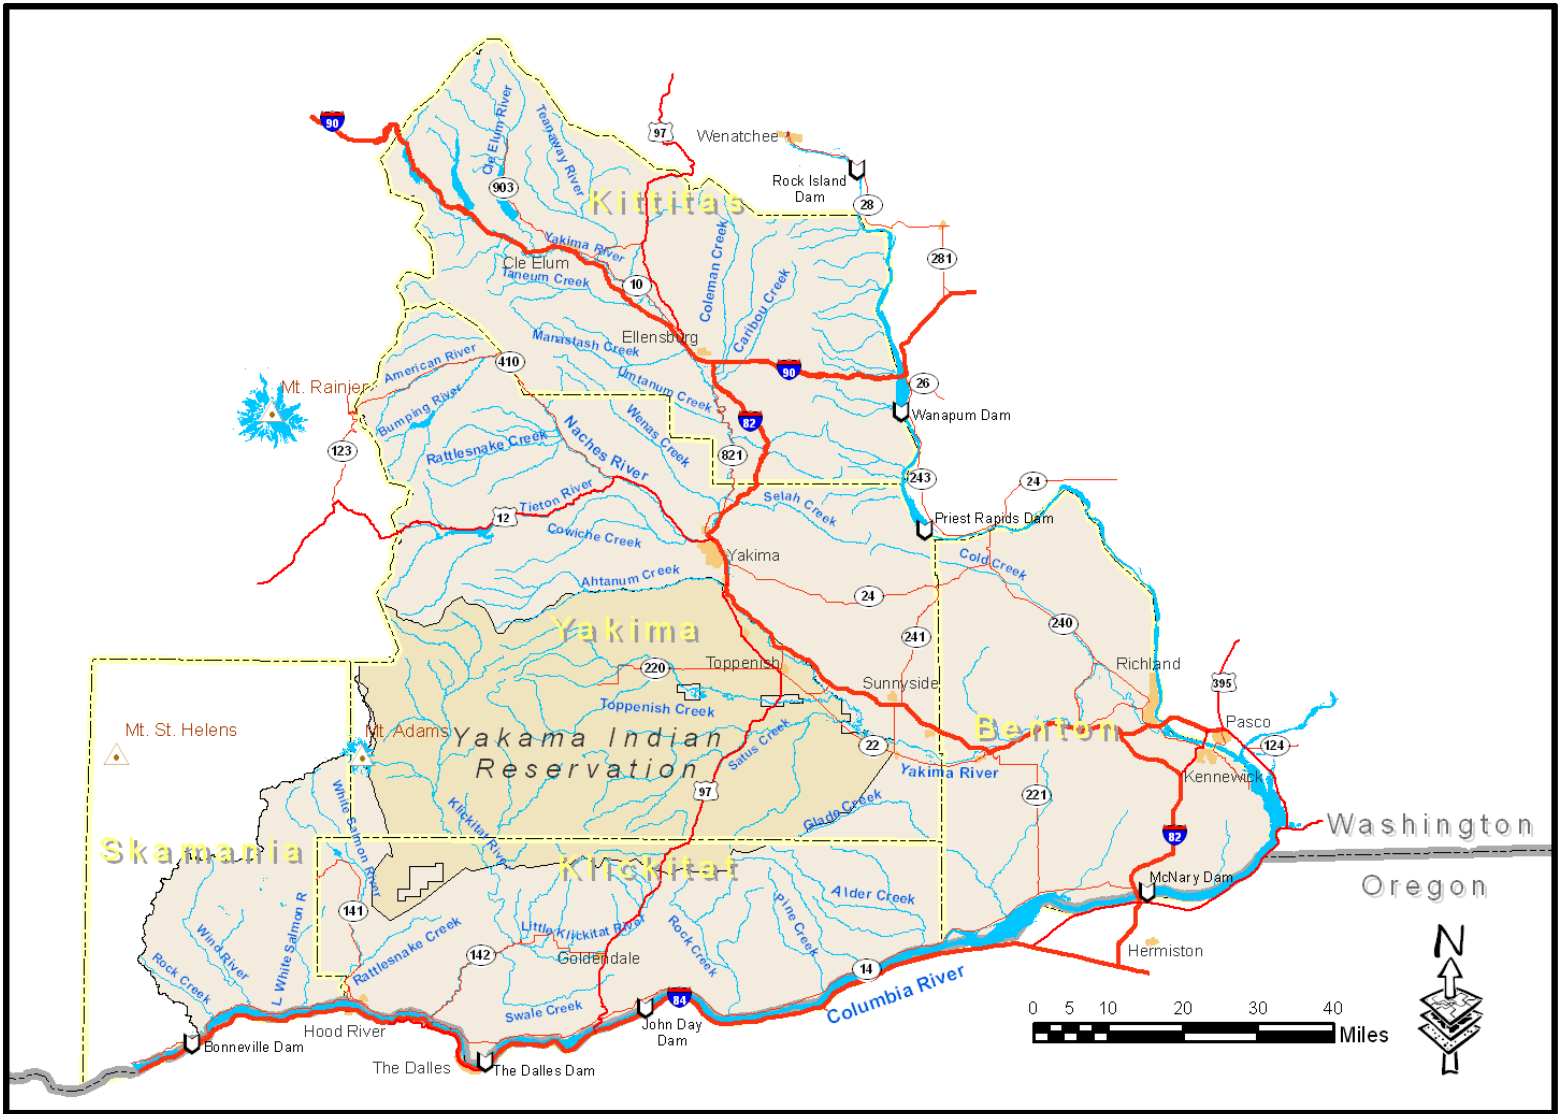 90
Cle Elum River
Teanaway River
97
Wenatchee
Rock Island
Dam
903
Kittitas
28
Yakima River
Cle Elum
Taneum Creek
10
Coleman Creek
Caribou Creek
281
Ellensburg
Manastash Creek
American River
410
90
Mt. Rainier
Umtanum Creek
26
Bumping River
Wanapum Dam
82
Naches River
Wenas Creek
Rattlesnake Creek
123
821
243
24
Tieton River
Selah Creek
12
Priest Rapids Dam
Cowiche Creek
Yakima
Cold Creek
Ahtanum Creek
24
240
Yakima
241
Toppenish
220
Richland
Sunnyside
395
Toppenish Creek
Pasco
Mt. St. Helens
Mt. Adams
Yakama Indian
Reservation
Satus Creek
Benton
22
124
Yakima River
Kennewick
97
221
White Salmon River
Klickitat River
Glade Creek
82
Washington
Skamania
Klickitat
McNary Dam
Oregon
Alder Creek
Pine Creek
141
L White Salmon R
Wind River
Rattlesnake Creek
Little Klickitat River
Rock Creek
142
Goldendale
Hermiston
Rock Creek
14
Columbia River
N
84
Swale Creek
Hood River
John Day
Dam
Bonneville Dam
The Dalles
The Dalles Dam
0 5 10 20 30 40
Miles